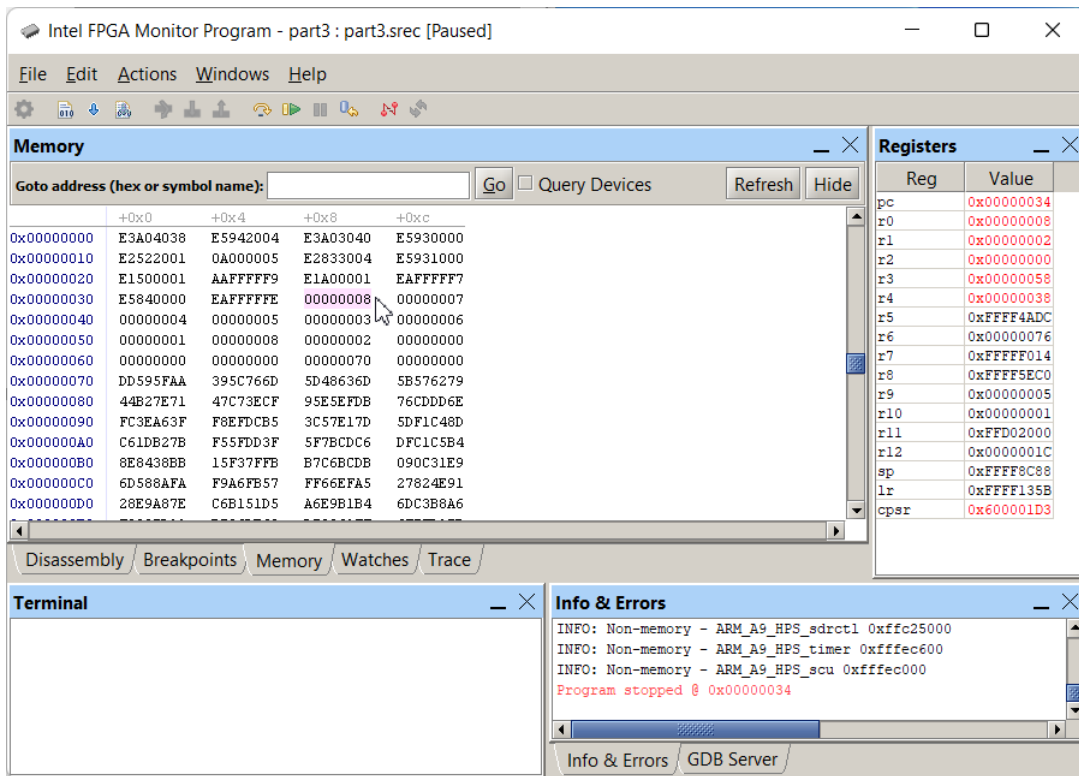 Intel FPGA Monitor Program - part3 : part3.srec [Paused]
File Edit Actions Windows Help
Memory
Goto address (hex or symbol name): Go Query Devices Refresh Hide
+0x0 +0x4 +0x8 +0xc
0x00000000 E3A04038 E5942004 E3A03040 E5930000
0x00000010 E2522001 0A000005 E2833004 E5931000
0x00000020 E1500001 AAFFFFF9 E1A00001 EAFFFFF7
0x00000030 E5840000 EAFFFFFE 00000008 00000007
0x00000040 00000004 00000005 00000003 00000006
0x00000050 00000001 00000008 00000002 00000000
0x00000060 00000000 00000000 00000070 00000000
0x00000070 DD595FAA 395C766D 5D48636D 5B576279
0x00000080 44B27E71 47C73ECF 95E5EFDB 76CDDD6E
0x00000090 FC3EA63F F8EFDCB5 3C57E17D 5DF1C48D
0x000000A0 C61DB27B F55FDD3F 5F7BCDC6 DFC1C5B4
0x000000B0 8E8438BB 15F37FFB B7C6BCDB 090C31E9
0x000000C0 6D588AFA F9A6FB57 FF66EFA5 27824E91
0x000000D0 28E9A87E C6B151D5 A6E9B1B4 6DC3B8A6
Disassembly Breakpoints Memory Watches Trace
Registers
Reg Value
pc 0x00000034
r0 0x00000008
r1 0x00000002
r2 0x00000000
r3 0x00000058
r4 0x00000038
r5 0xFFFF4ADC
r6 0x00000076
r7 0xFFFFF014
r8 0xFFFF5EC0
r9 0x00000005
r10 0x00000001
r11 0xFFD02000
r12 0x0000001C
sp 0xFFFF8C88
lr 0xFFFF135B
cpsr 0x600001D3
Terminal
Info & Errors
INFO: Non-memory - ARM_A9_HPS_sdrctl 0xffc25000
INFO: Non-memory - ARM_A9_HPS_timer 0xfffec600
INFO: Non-memory - ARM_A9_HPS_scu 0xfffec000
Program stopped @ 0x00000034
Info & Errors GDB Server